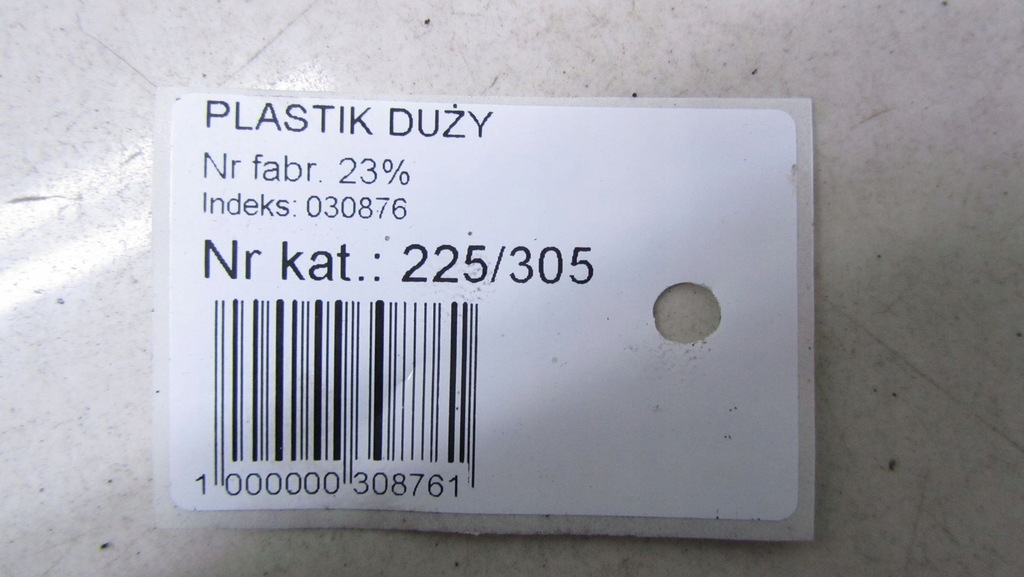 PLASTIK DUŻY
Nr fabr. 23%
Indeks: 030876
Nr kat.: 225/305
1 000000 308761